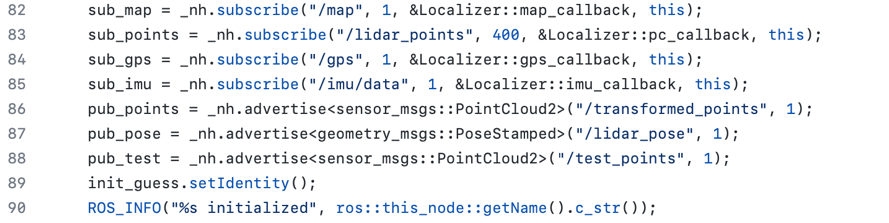 82 sub_map = _nh.subscribe("/map", 1, &Localizer::map_callback, this);
83 sub_points = _nh.subscribe("/lidar_points", 400, &Localizer::pc_callback, this);
84 sub_gps = _nh.subscribe("/gps", 1, &Localizer::gps_callback, this);
85 sub_imu = _nh.subscribe("/imu/data", 1, &Localizer::imu_callback, this);
86 pub_points = _nh.advertise<sensor_msgs::PointCloud2>("/transformed_points", 1);
87 pub_pose = _nh.advertise<geometry_msgs::PoseStamped>("/lidar_pose", 1);
88 pub_test = _nh.advertise<sensor_msgs::PointCloud2>("/test_points", 1);
89 init_guess.setIdentity();
90 ROS_INFO("%s initialized", ros::this_node::getName().c_str());